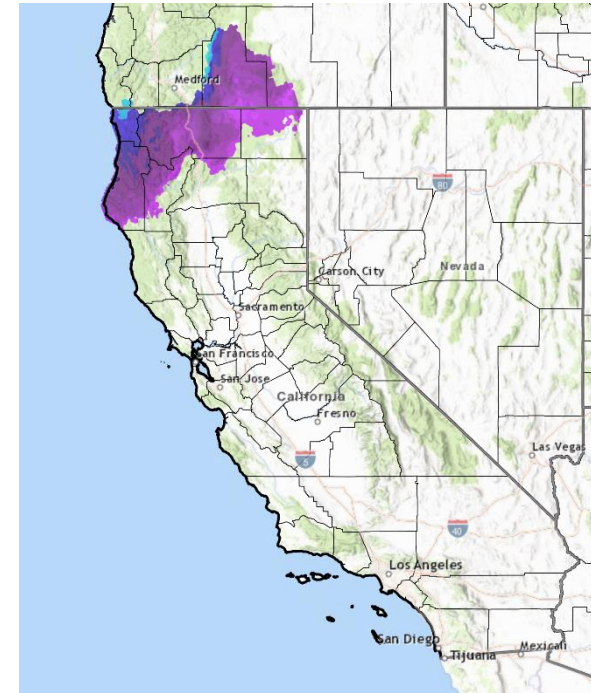 Medford
80
Carson City
Nevada
Sacramento
San Francisco
San Jose
California
Fresno
Las Vegas
5
40
Los Angeles
San Diego
Tijuana
Mexicali